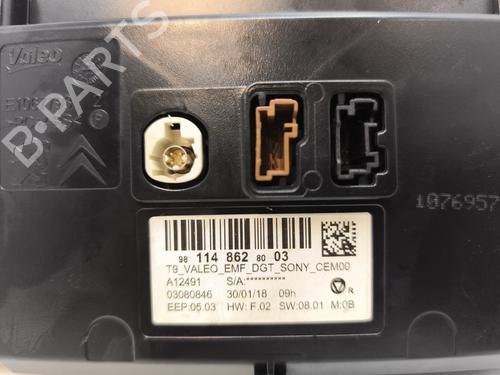 Valeo
B-PARTS
1076957
98 114 862 80 03
T9_VALEO_EMF_DGT_SONY_CEM00
A12491 S/A:*********
03080846 30/01/18 09h R
EEP:05.03 HW: F.02 SW:08.01 M:0B